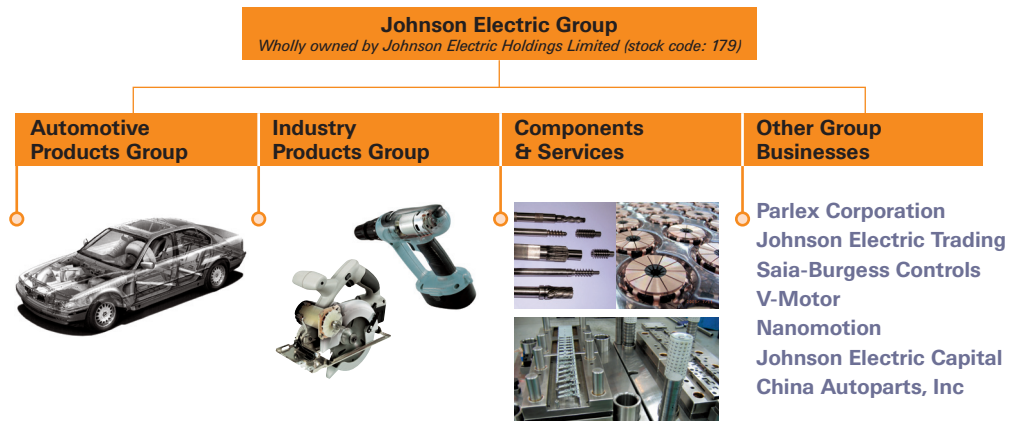 Johnson Electric Group
Wholly owned by Johnson Electric Holdings Limited (stock code: 179)
Automotive
Products Group
Industry
Products Group
Components
& Services
Other Group
Businesses
Parlex Corporation
Johnson Electric Trading
Saia-Burgess Controls
V-Motor
Nanomotion
Johnson Electric Capital
China Autoparts, Inc